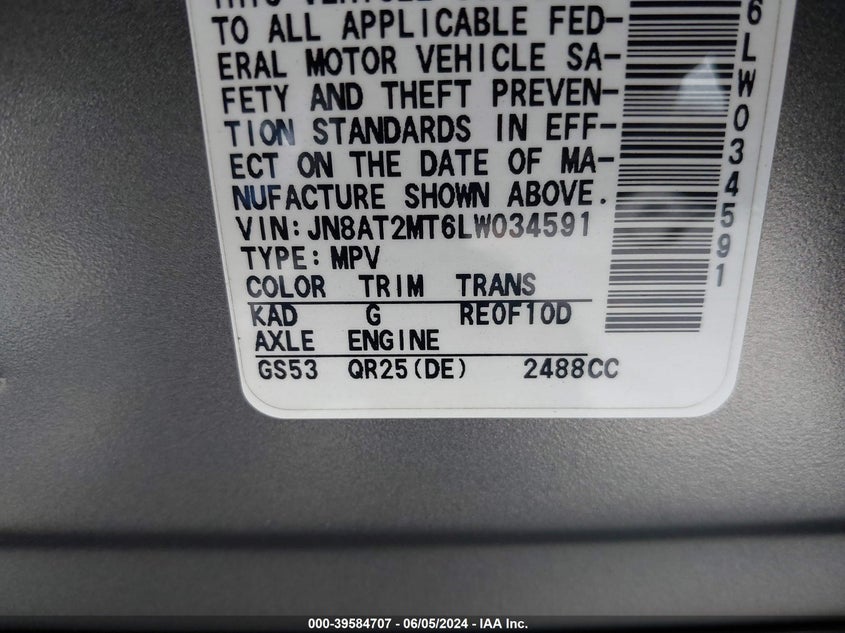 TO ALL APPLICABLE FED-
ERAL MOTOR VEHICLE SA-
FETY AND THEFT PREVEN-
TION STANDARDS IN EFF-
ECT ON THE DATE OF MA-
NUFACTURE SHOWN ABOVE.
VIN:JN8AT2MT6LW034591
TYPE:MPV
COLOR TRIM TRANS
KAD G RE0F10D
AXLE ENGINE
GS53 QR25(DE) 2488CC
6LW034591
000-39584707 - 06/05/2024 - IAA Inc.